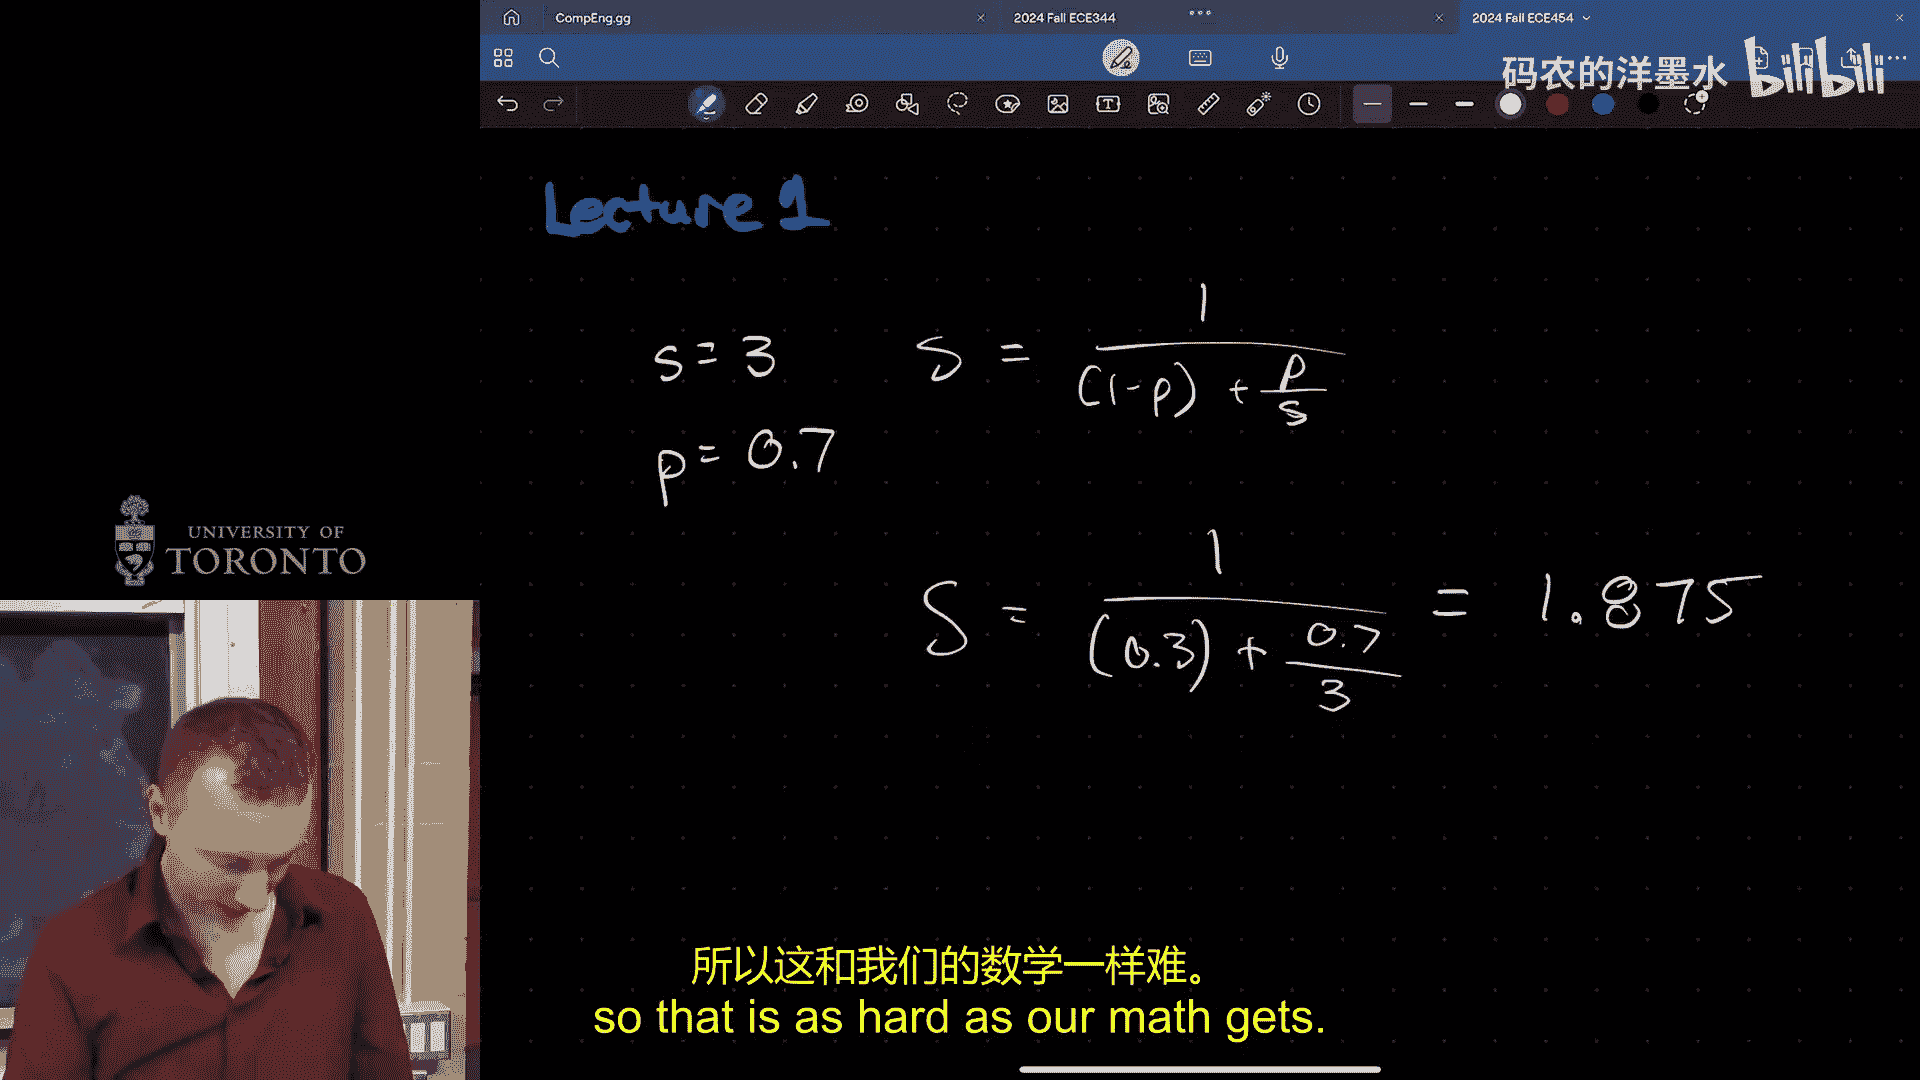 CompEng.gg
2024 Fall ECE344
2024 Fall ECE454
码农的洋墨水 bilibili
Lecture 1
s = 3
S = 1 / ((1-p) + p/s)
p = 0.7
S = 1 / ((0.3) + 0.7/3) = 1.875
UNIVERSITY OF
TORONTO
所以这和我们的数学一样难。
so that is as hard as our math gets.